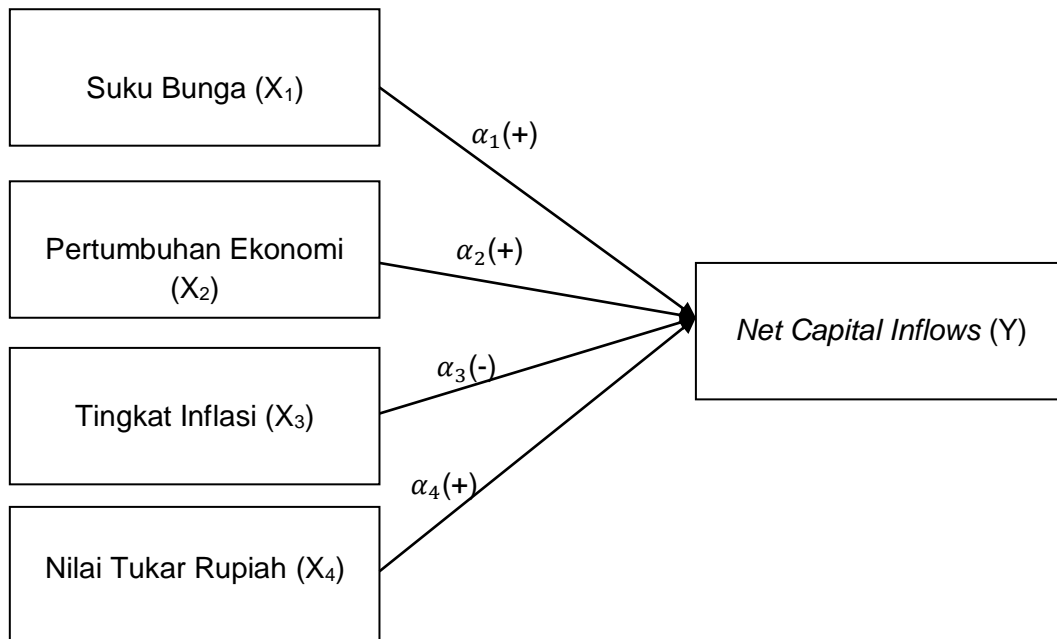 Suku Bunga (X₁)
α₁(+)
Pertumbuhan Ekonomi
(X₂)
α₂(+)
Net Capital Inflows (Y)
Tingkat Inflasi (X₃)
α₃(-)
Nilai Tukar Rupiah (X₄)
α₄(+)